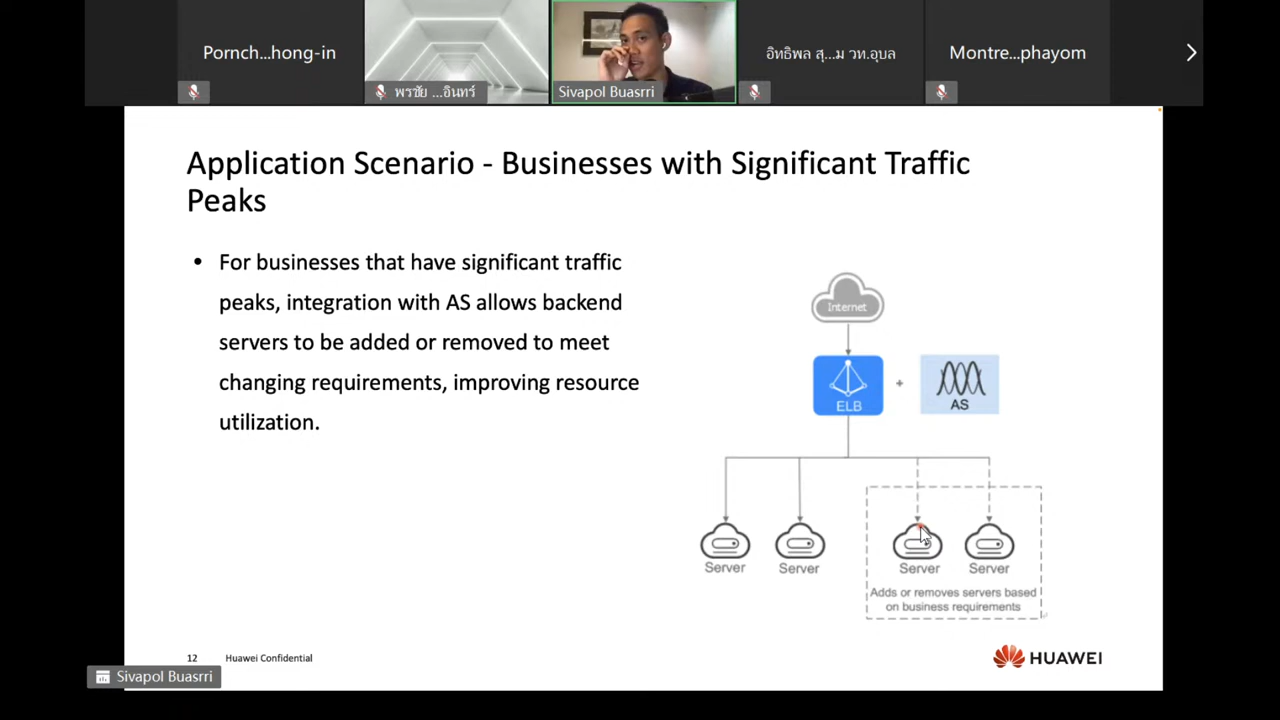 Pornch...hong-in
พรชัย ...อินทร์
Sivapol Buasrri
อิทธิพล สุ...ม วท.อุบล
Montre...phayom
Application Scenario - Businesses with Significant Traffic
Peaks
• For businesses that have significant traffic
peaks, integration with AS allows backend
servers to be added or removed to meet
changing requirements, improving resource
utilization.
Internet
ELB
+
AS
Server
Server
Server
Server
Adds or removes servers based
on business requirements
12
Huawei Confidential
HUAWEI
Sivapol Buasrri